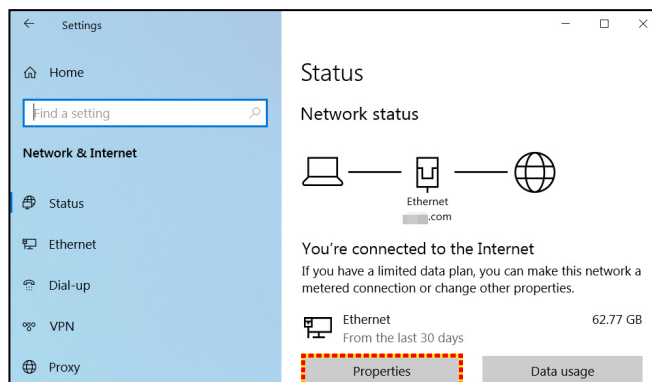 Settings
Home
Find a setting
Network & Internet
Status
Ethernet
Dial-up
VPN
Proxy
Status
Network status
Ethernet
.com
You're connected to the Internet
If you have a limited data plan, you can make this network a
metered connection or change other properties.
Ethernet 62.77 GB
From the last 30 days
Properties Data usage